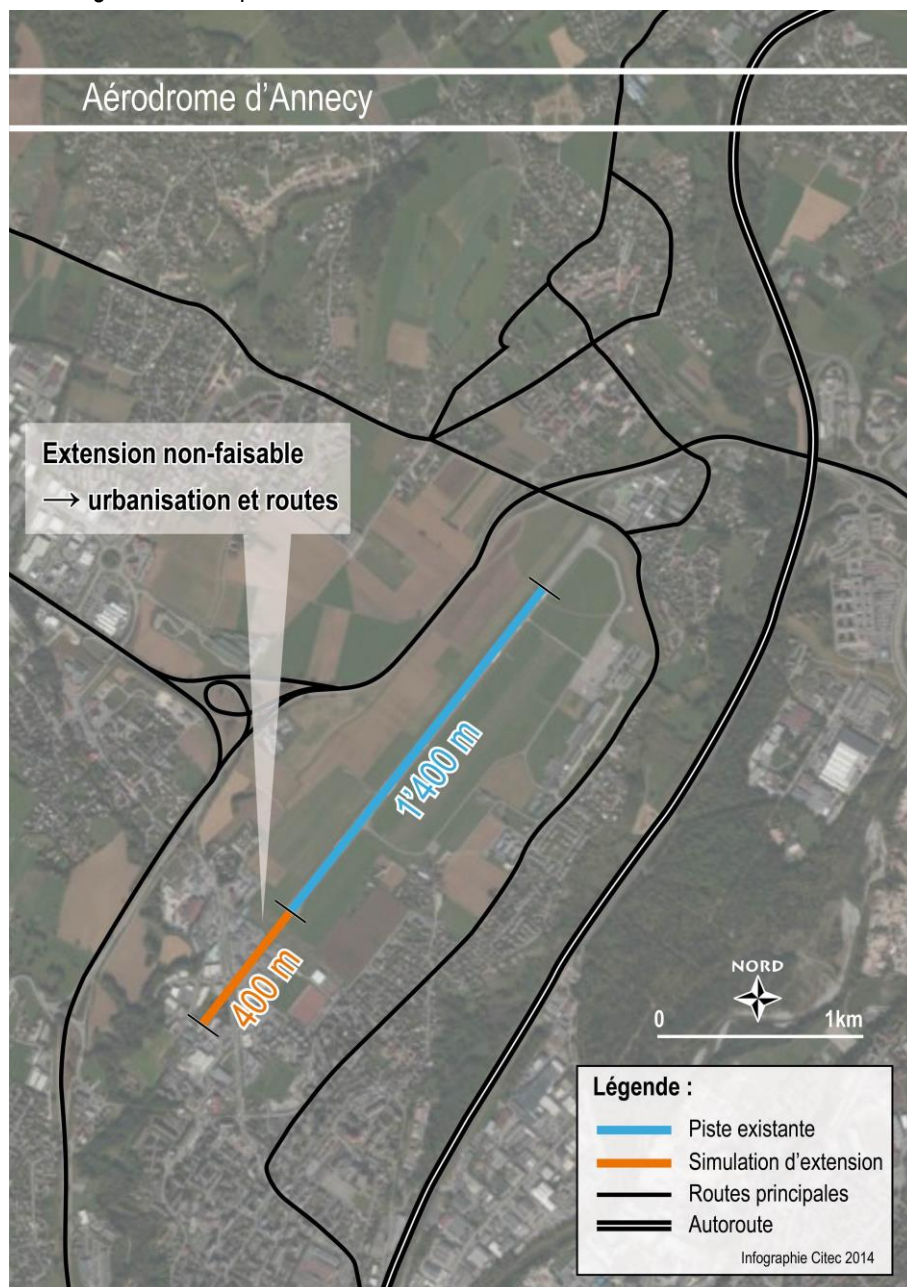 Aérodrome d'Annecy
Extension non-faisable
→ urbanisation et routes
1'400 m
400 m
NORD
0 1km
Légende :
Piste existante
Simulation d'extension
Routes principales
Autoroute
Infographie Citec 2014